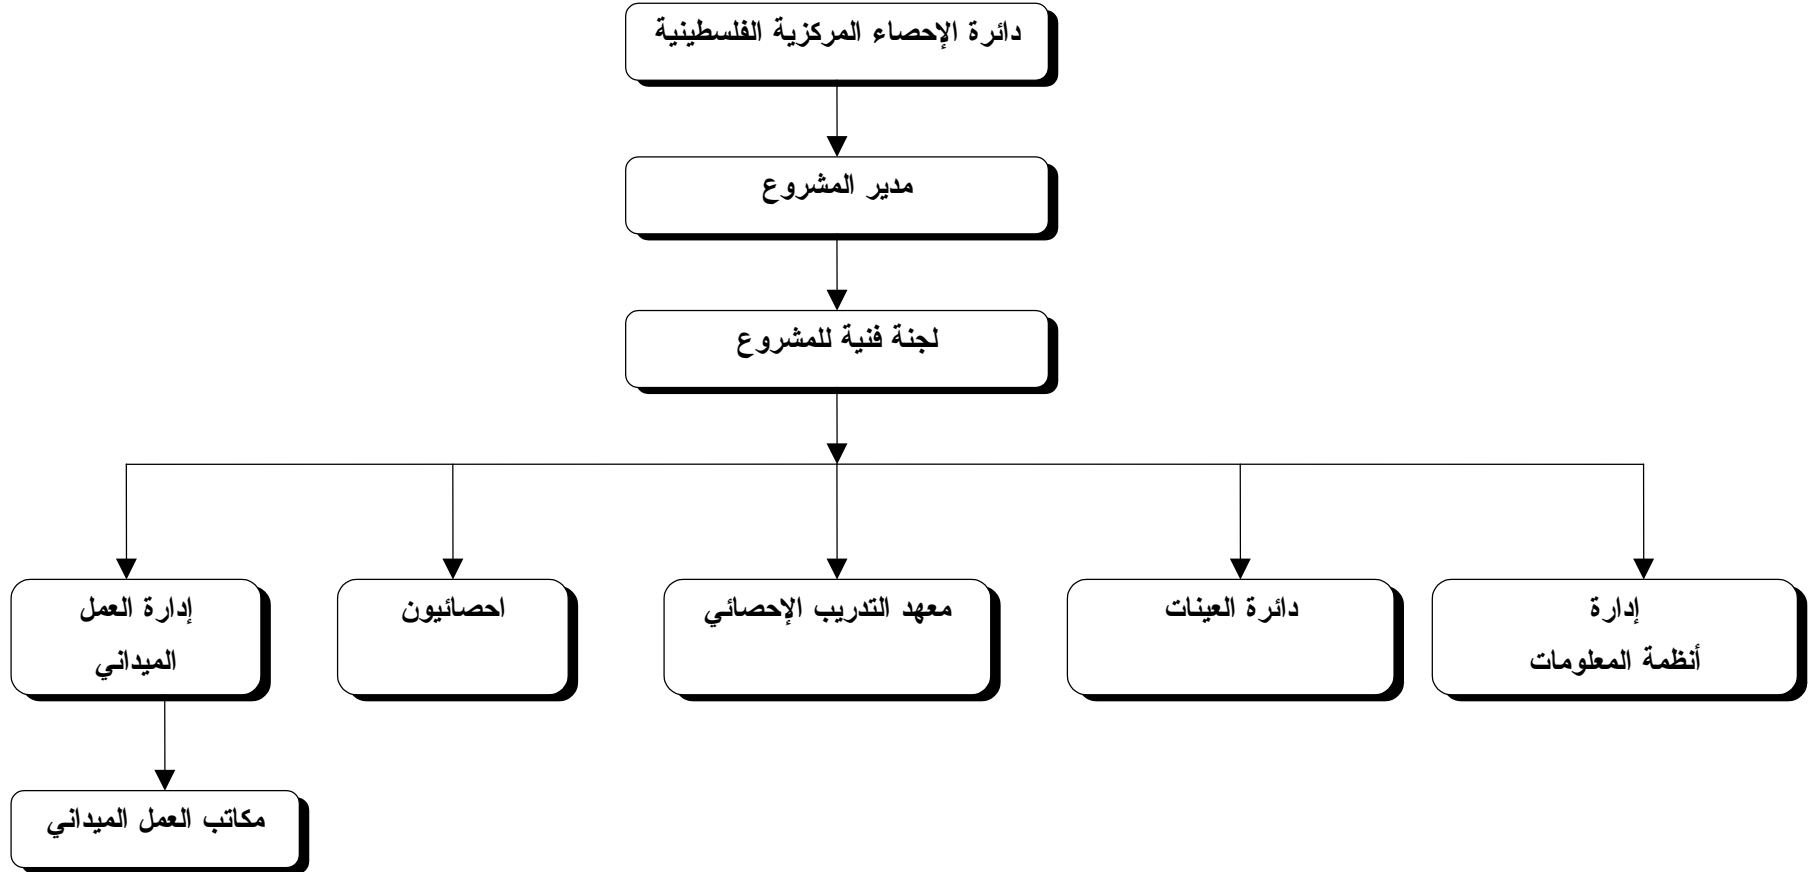 دائرة الإحصاء المركزية الفلسطينية
مدير المشروع
لجنة فنية للمشروع
إدارة
أنظمة المعلومات
دائرة العينات
معهد التدريب الإحصائي
احصائيون
إدارة العمل
الميداني
مكاتب العمل الميداني